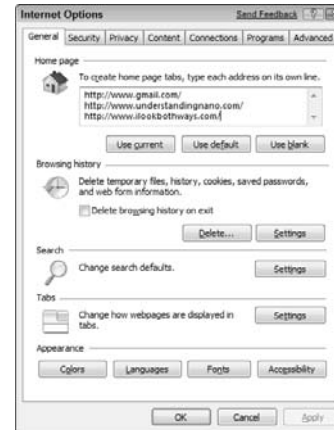 Internet Options Send Feedback
General Security Privacy Content Connections Programs Advanced
Home page
To create home page tabs, type each address on its own line.
http://www.gmail.com/
http://www.understandingnano.com/
http://www.ilookbothways.com/
Use current Use default Use blank
Browsing history
Delete temporary files, history, cookies, saved passwords,
and web form information.
Delete browsing history on exit
Delete... Settings
Search
Change search defaults.
Settings
Tabs
Change how webpages are displayed in
tabs.
Settings
Appearance
Colors Languages Fonts Accessibility
OK Cancel Apply